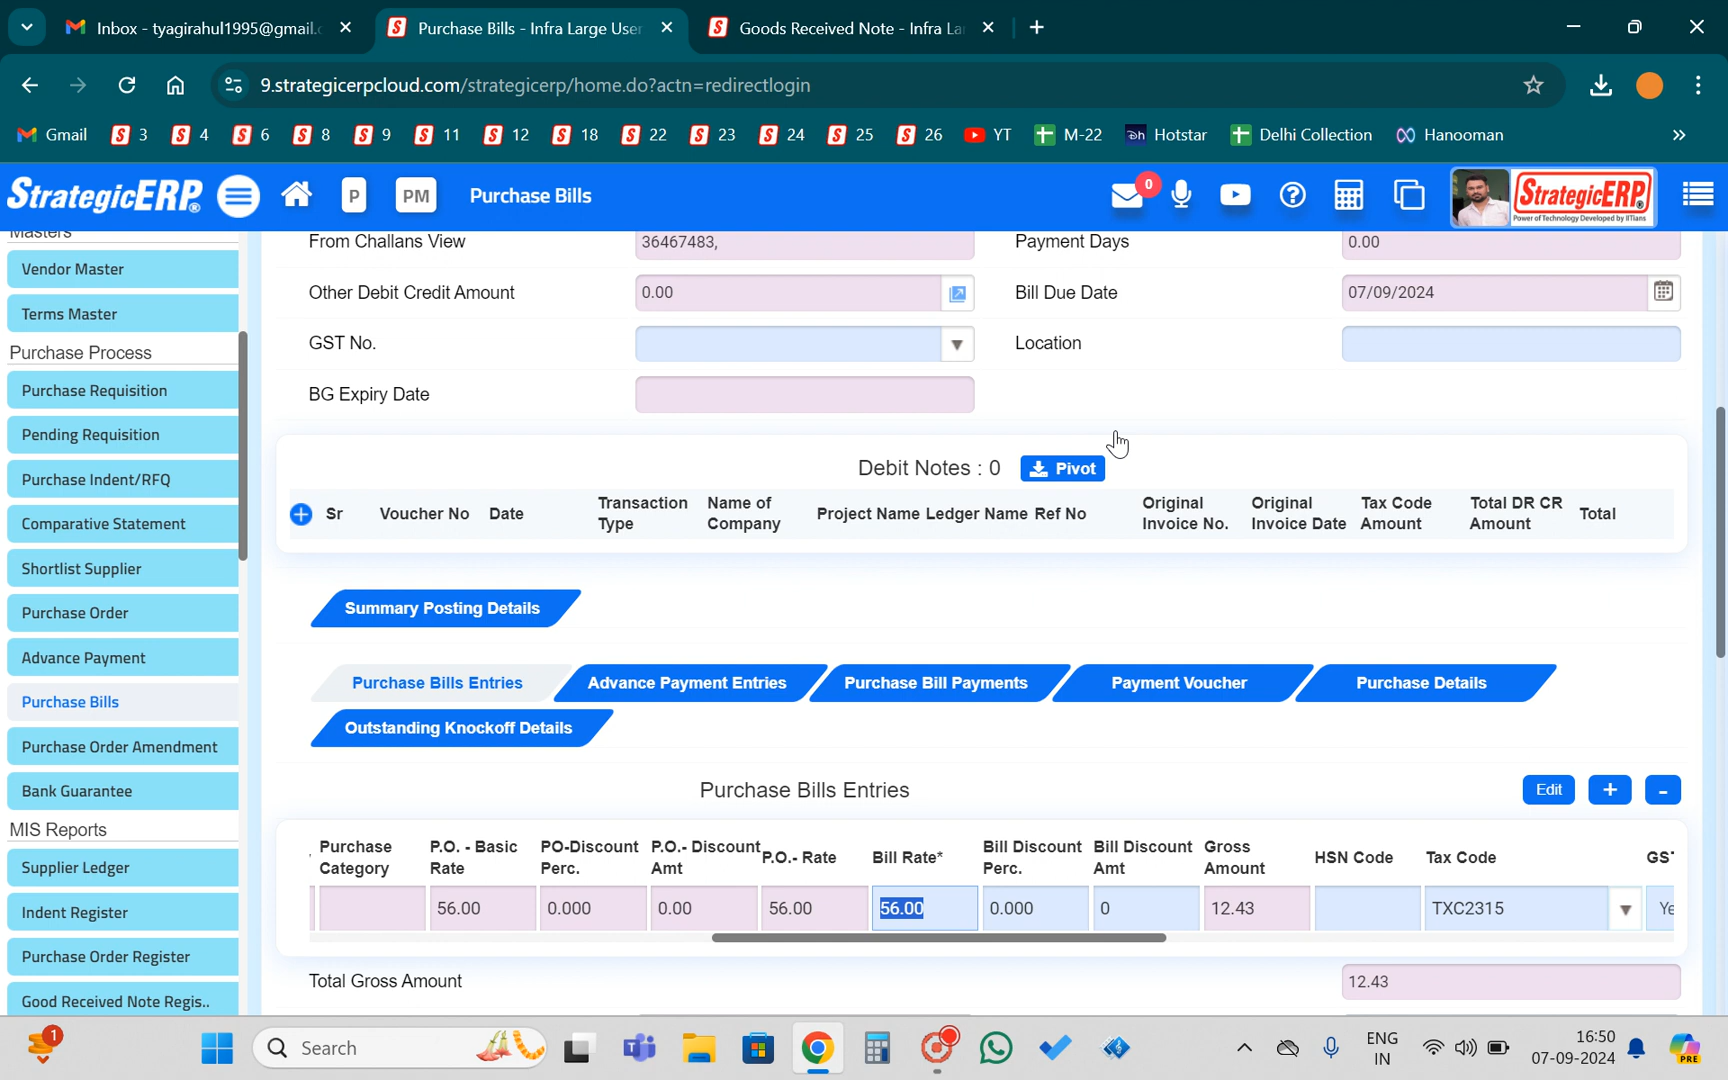 Inbox - tyagirahul1995@gmail.c
Purchase Bills - Infra Large User
Goods Received Note - Infra La
9.strategicerpcloud.com/strategicerp/home.do?actn=redirectlogin
Gmail S 3 S 4 S 6 S 8 S 9 S 11 S 12 S 18 S 22 S 23 S 24 S 25 S 26 YT M-22 Dh Hotstar Delhi Collection Hanooman »
StrategicERP P PM Purchase Bills 0 StrategicERP
Power of Technology Developed by IITians
Masters
Vendor Master
Terms Master
Purchase Process
Purchase Requisition
Pending Requisition
Purchase Indent/RFQ
Comparative Statement
Shortlist Supplier
Purchase Order
Advance Payment
Purchase Bills
Purchase Order Amendment
Bank Guarantee
MIS Reports
Supplier Ledger
Indent Register
Purchase Order Register
Good Received Note Regis..
From Challans View 36467483, Payment Days 0.00
Other Debit Credit Amount 0.00 Bill Due Date 07/09/2024
GST No. Location
BG Expiry Date
Debit Notes : 0 Pivot
Sr Voucher No Date Transaction Type Name of Company Project Name Ledger Name Ref No Original Invoice No. Original Invoice Date Tax Code Amount Total DR CR Amount Total
Summary Posting Details
Purchase Bills Entries Advance Payment Entries Purchase Bill Payments Payment Voucher Purchase Details
Outstanding Knockoff Details
Purchase Bills Entries Edit + -
Purchase Category P.O. - Basic Rate PO-Discount Perc. P.O.- Discount Amt P.O.- Rate Bill Rate* Bill Discount Perc. Bill Discount Amt Gross Amount HSN Code Tax Code GST
56.00 0.000 0.00 56.00 56.00 0.000 0 12.43 TXC2315 Ye
Total Gross Amount 12.43
1 Search PRE
ENG
IN
16:50
07-09-2024